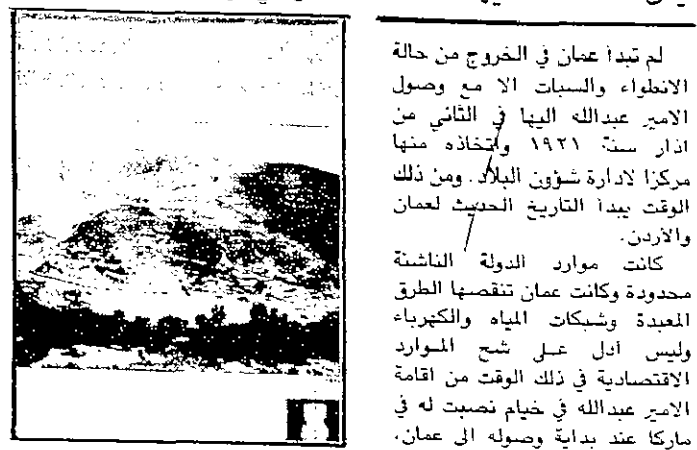 لم تبدأ عمان في الخروج من حالة
الانطواء والسبات الا مع وصول
الامير عبدالله اليها في الثاني من
اذار سنة ١٩٢١ واتخاذه منها
مركزا لادارة شؤون البلاد. ومن ذلك
الوقت يبدأ التاريخ الحديث لعمان
والأردن.
كانت موارد الدولة الناشئة
محدودة وكانت عمان تنقصها الطرق
المعبدة وشبكات المياه والكهرباء
وليس أدل على شح الموارد
الاقتصادية في ذلك الوقت من اقامة
الامير عبدالله في خيام نصبت له في
ماركا عند بداية وصوله الى عمان،